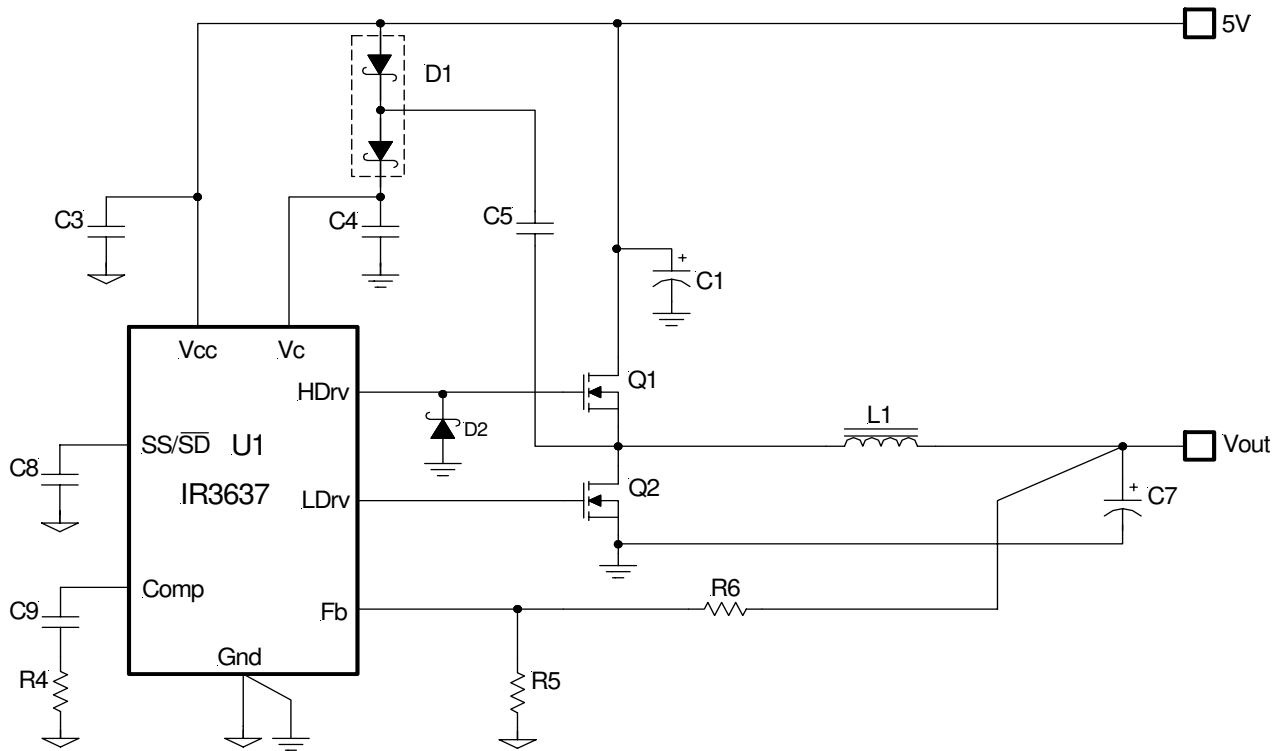 5V
D1
C3
C4
C5
+
C1
Vcc
Vc
HDrv
Q1
D2
L1
SS/SD
U1
IR3637
C8
LDrv
Q2
Vout
+
C7
Comp
C9
Fb
R6
Gnd
R4
R5